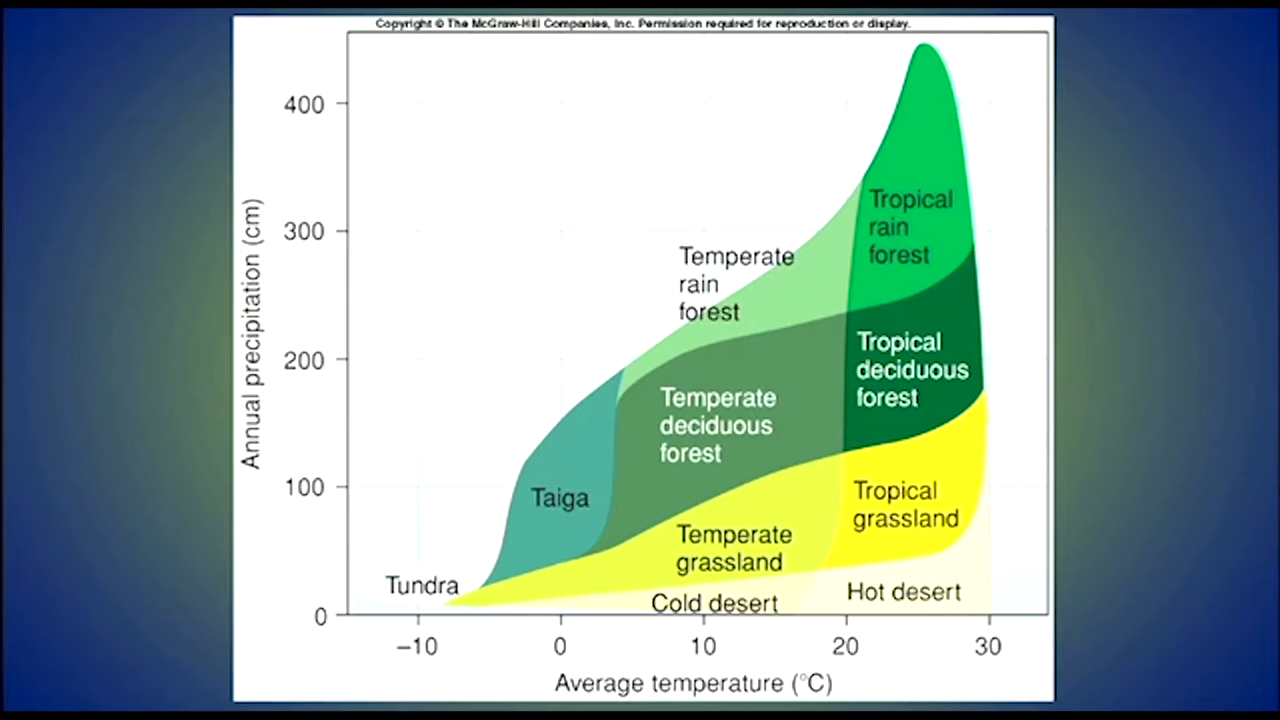 Copyright © The McGraw-Hill Companies, Inc. Permission required for reproduction or display.
Annual precipitation (cm)
400
300
200
100
0
Temperate
rain
forest
Tropical
rain
forest
Temperate
deciduous
forest
Tropical
deciduous
forest
Taiga
Temperate
grassland
Tropical
grassland
Tundra
Cold desert
Hot desert
–10
0
10
20
30
Average temperature (°C)